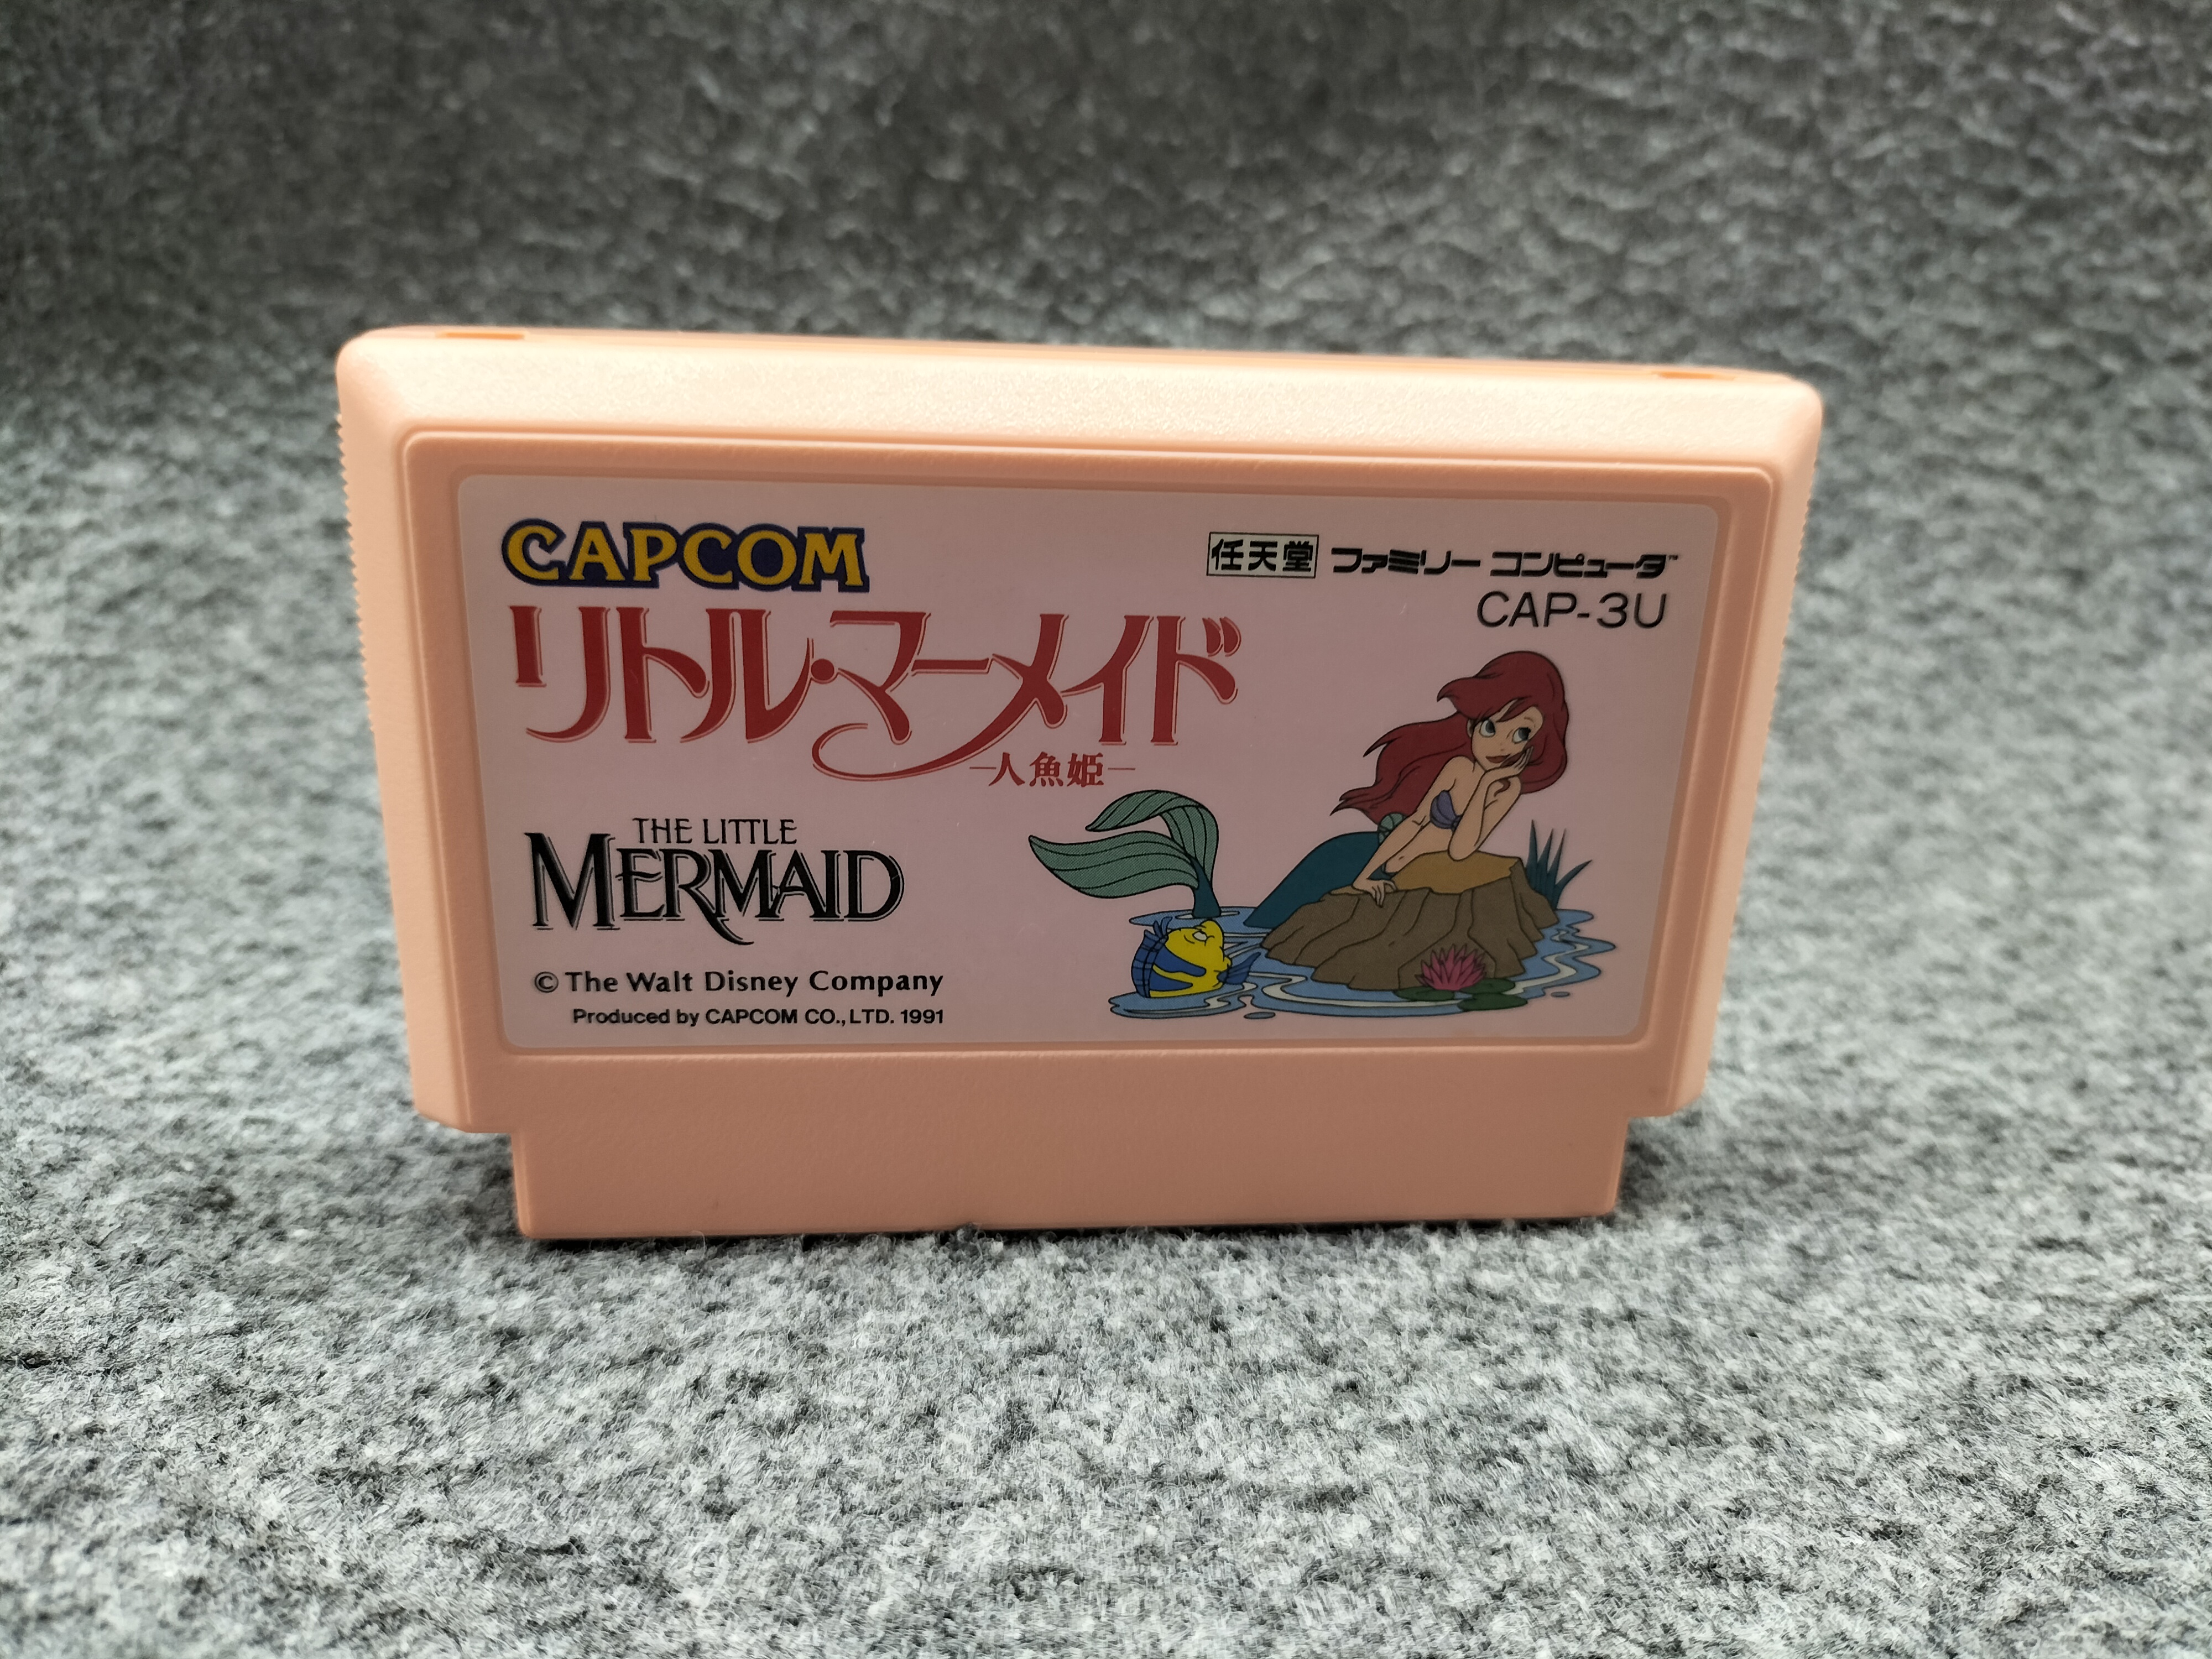 CAPCOM
任天堂 ファミリー コンピュータ™
CAP-3U
リトル・マーメイド
—人魚姫—
THE LITTLE
MERMAID
© The Walt Disney Company
Produced by CAPCOM CO., LTD. 1991